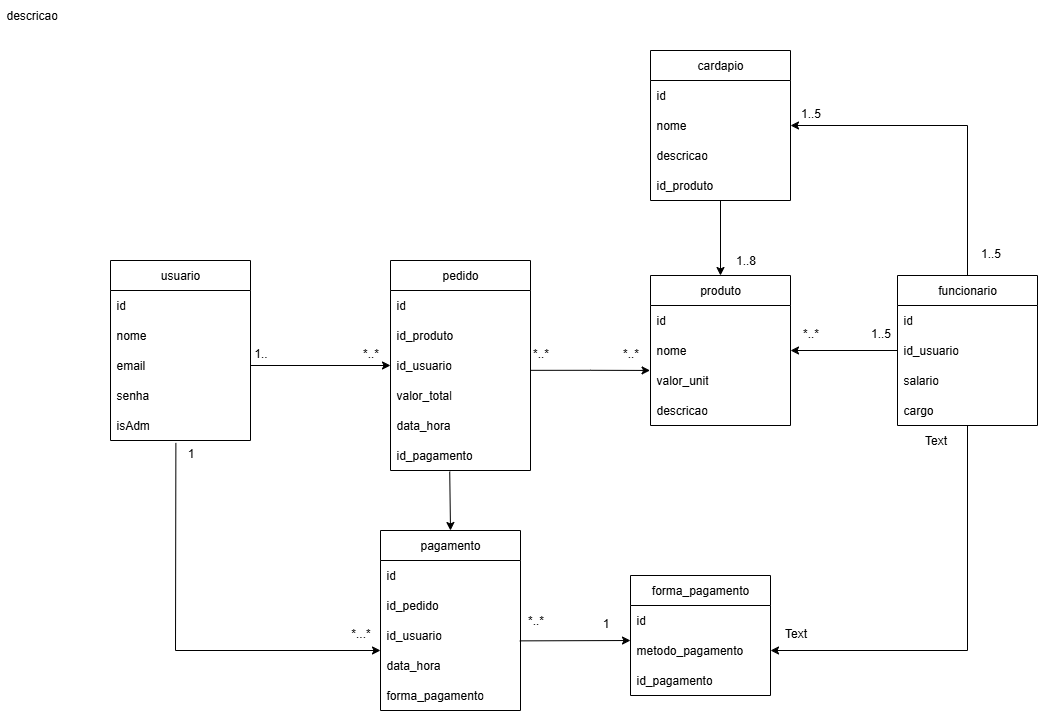 descricao
cardapio
id
nome
descricao
id_produto
1..5
1..5
1..8
usuario
id
nome
email
senha
isAdm
1..
*..*
1
pedido
id
id_produto
id_usuario
valor_total
data_hora
id_pagamento
*..*
*..*
produto
id
nome
valor_unit
descricao
*..*
1..5
funcionario
id
id_usuario
salario
cargo
Text
pagamento
id
id_pedido
id_usuario
data_hora
forma_pagamento
*...*
*..*
1
forma_pagamento
id
metodo_pagamento
id_pagamento
Text